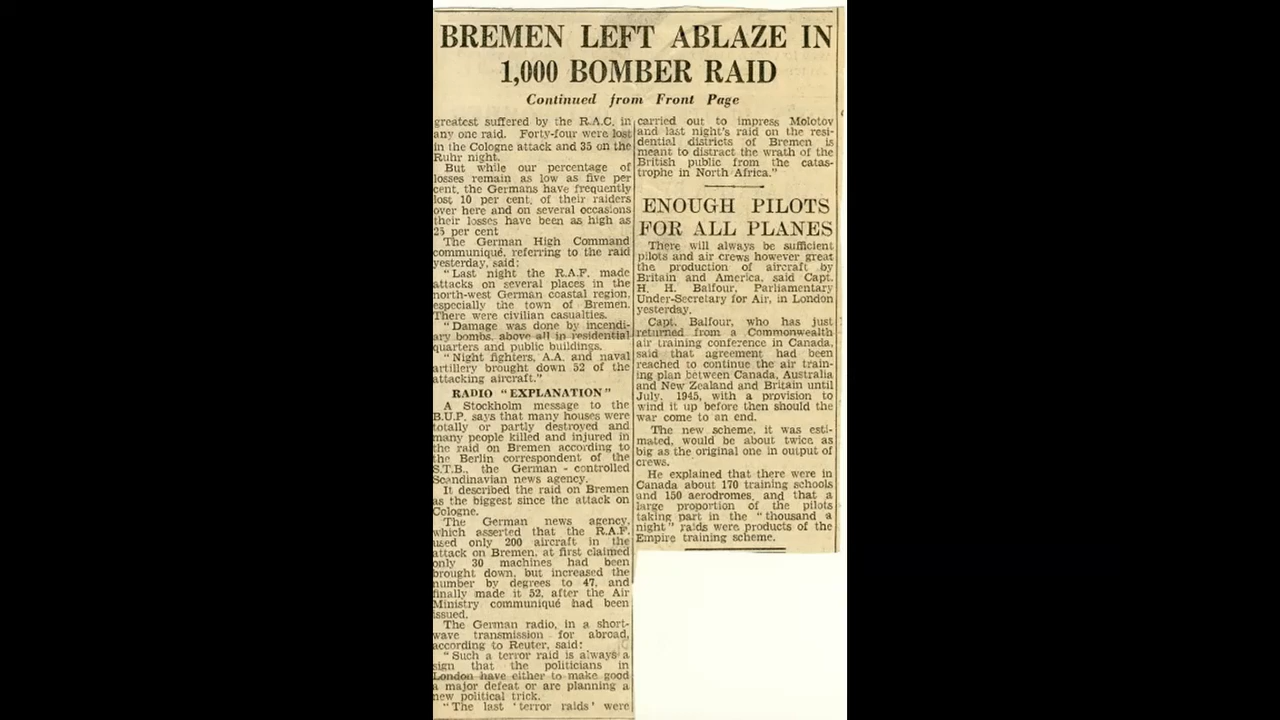 BREMEN LEFT ABLAZE IN
1,000 BOMBER RAID
Continued from Front Page
greatest suffered by the R.A.C. in
any one raid. Forty-four were lost
in the Cologne attack and 35 on the
Ruhr night.
But while our percentage of
losses remain as low as five per
cent, the Germans have frequently
lost 10 per cent, of their raiders
over here and on several occasions
their losses have been as high as
25 per cent
The German High Command
communiqué, referring to the raid
yesterday, said:
"Last night the R.A.F. made
attacks on several places in the
north-west German coastal region,
especially the town of Bremen.
There were civilian casualties.
"Damage was done by incendi-
ary bombs, above all in residential
quarters and public buildings.
"Night fighters, A.A. and naval
artillery brought down 52 of the
attacking aircraft."
RADIO "EXPLANATION"
A Stockholm message to the
B.U.P. says that many houses were
totally or partly destroyed and
many people killed and injured in
the raid on Bremen according to
the Berlin correspondent of the
S.T.B., the German - controlled
Scandinavian news agency.
It described the raid on Bremen
as the biggest since the attack on
Cologne.
The German news agency,
which asserted that the R.A.F.
used only 200 aircraft in the
attack on Bremen, at first claimed
only 30 machines had been
brought down, but increased the
number by degrees to 47, and
finally made it 52, after the Air
Ministry communiqué had been
issued.
The German radio, in a short-
wave transmission for abroad,
according to Reuter, said:
"Such a terror raid is always a
sign that the politicians in
London have either to make good
a major defeat or are planning a
new political trick.
"The last 'terror raids' were
carried out to impress Molotov
and last night's raid on the resi-
dential districts of Bremen is
meant to distract the wrath of the
British public from the catas-
trophe in North Africa."
ENOUGH PILOTS
FOR ALL PLANES
There will always be sufficient
pilots and air crews however great
the production of aircraft by
Britain and America, said Capt.
H. H. Balfour, Parliamentary
Under-Secretary for Air, in London
yesterday.
Capt. Balfour, who has just
returned from a Commonwealth
air training conference in Canada,
said that agreement had been
reached to continue the air train-
ing plan between Canada, Australia
and New Zealand and Britain until
July, 1945, with a provision to
wind it up before then should the
war come to an end.
The new scheme, it was esti-
mated, would be about twice as
big as the original one in output of
crews.
He explained that there were in
Canada about 170 training schools
and 150 aerodromes, and that a
large proportion of the pilots
taking part in the "thousand a
night" raids were products of the
Empire training scheme.